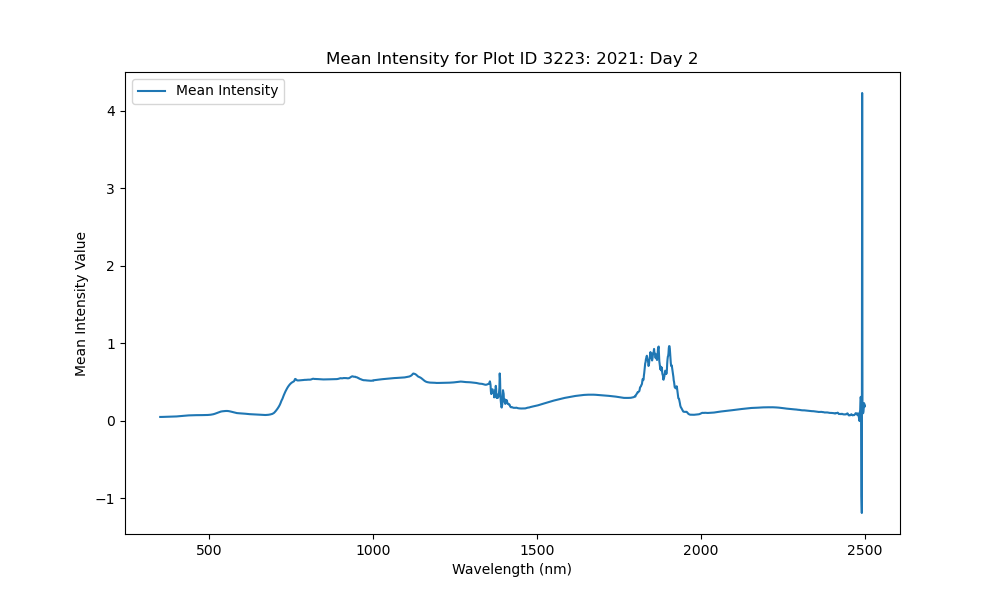 Mean Intensity for Plot ID 3223: 2021: Day 2
Mean Intensity
4
3
2
1
0
−1
Mean Intensity Value
500 1000 1500 2000 2500
Wavelength (nm)